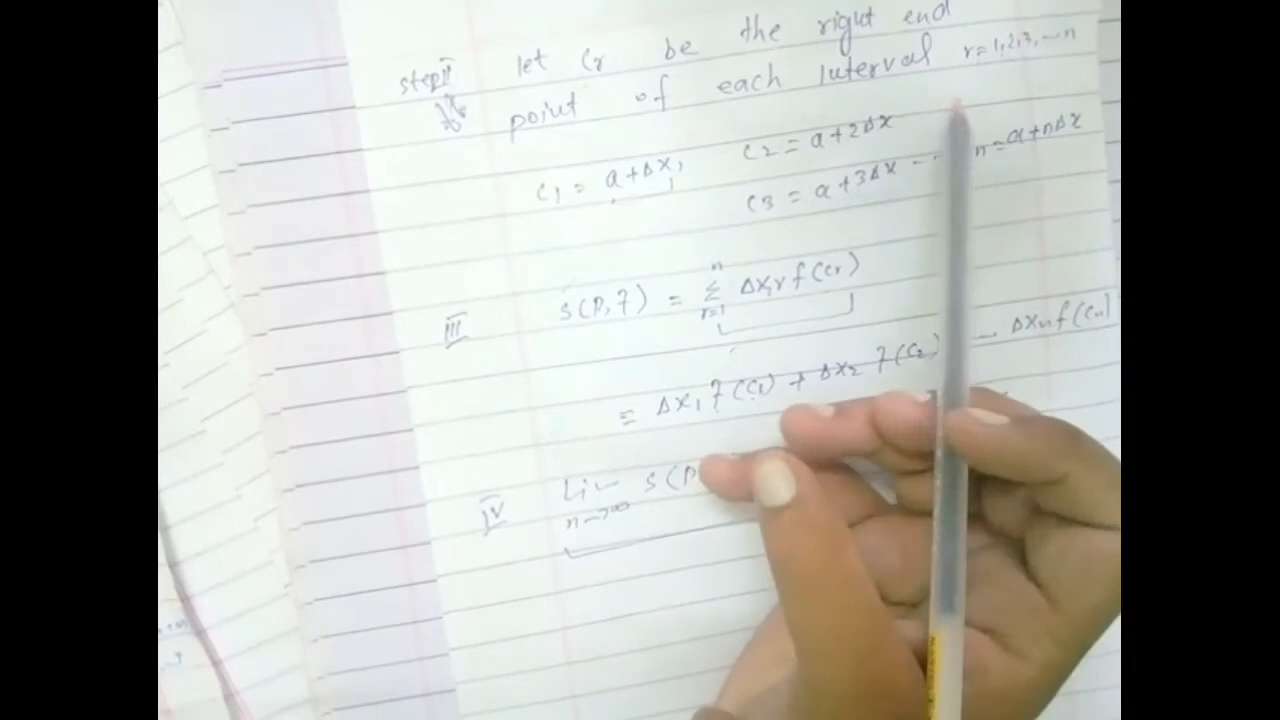 step II let Cr be the right end
point of each interval r=1,2,3,...n
C1 = a+Δx, C2 = a+2Δx
C3 = a+3Δx - - n = a+nΔx
III S(P,f) = Σ Δxr f(Cr)
n
r=1
= Δx1 f(C1) + Δx2 f(C2) - Δxn f(Cn)
IV Lim S(P
n→∞